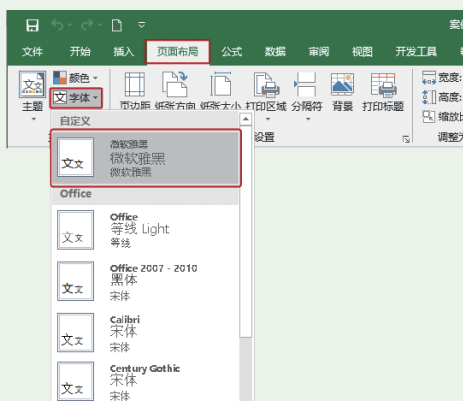 案例
文件 开始 插入 页面布局 公式 数据 审阅 视图 开发工具
颜色 宽度:
主题 文字体 页边距 纸张方向 纸张大小 打印区域 分隔符 背景 打印标题 高度:
缩放比
自定义 设置 调整为
微软雅黑
文文 微软雅黑
微软雅黑
Office
Office
文文 等线 Light
等线
Office 2007 - 2010
文文 黑体
宋体
Calibri
文文 宋体
宋体
Century Gothic
文文 宋体
宋体